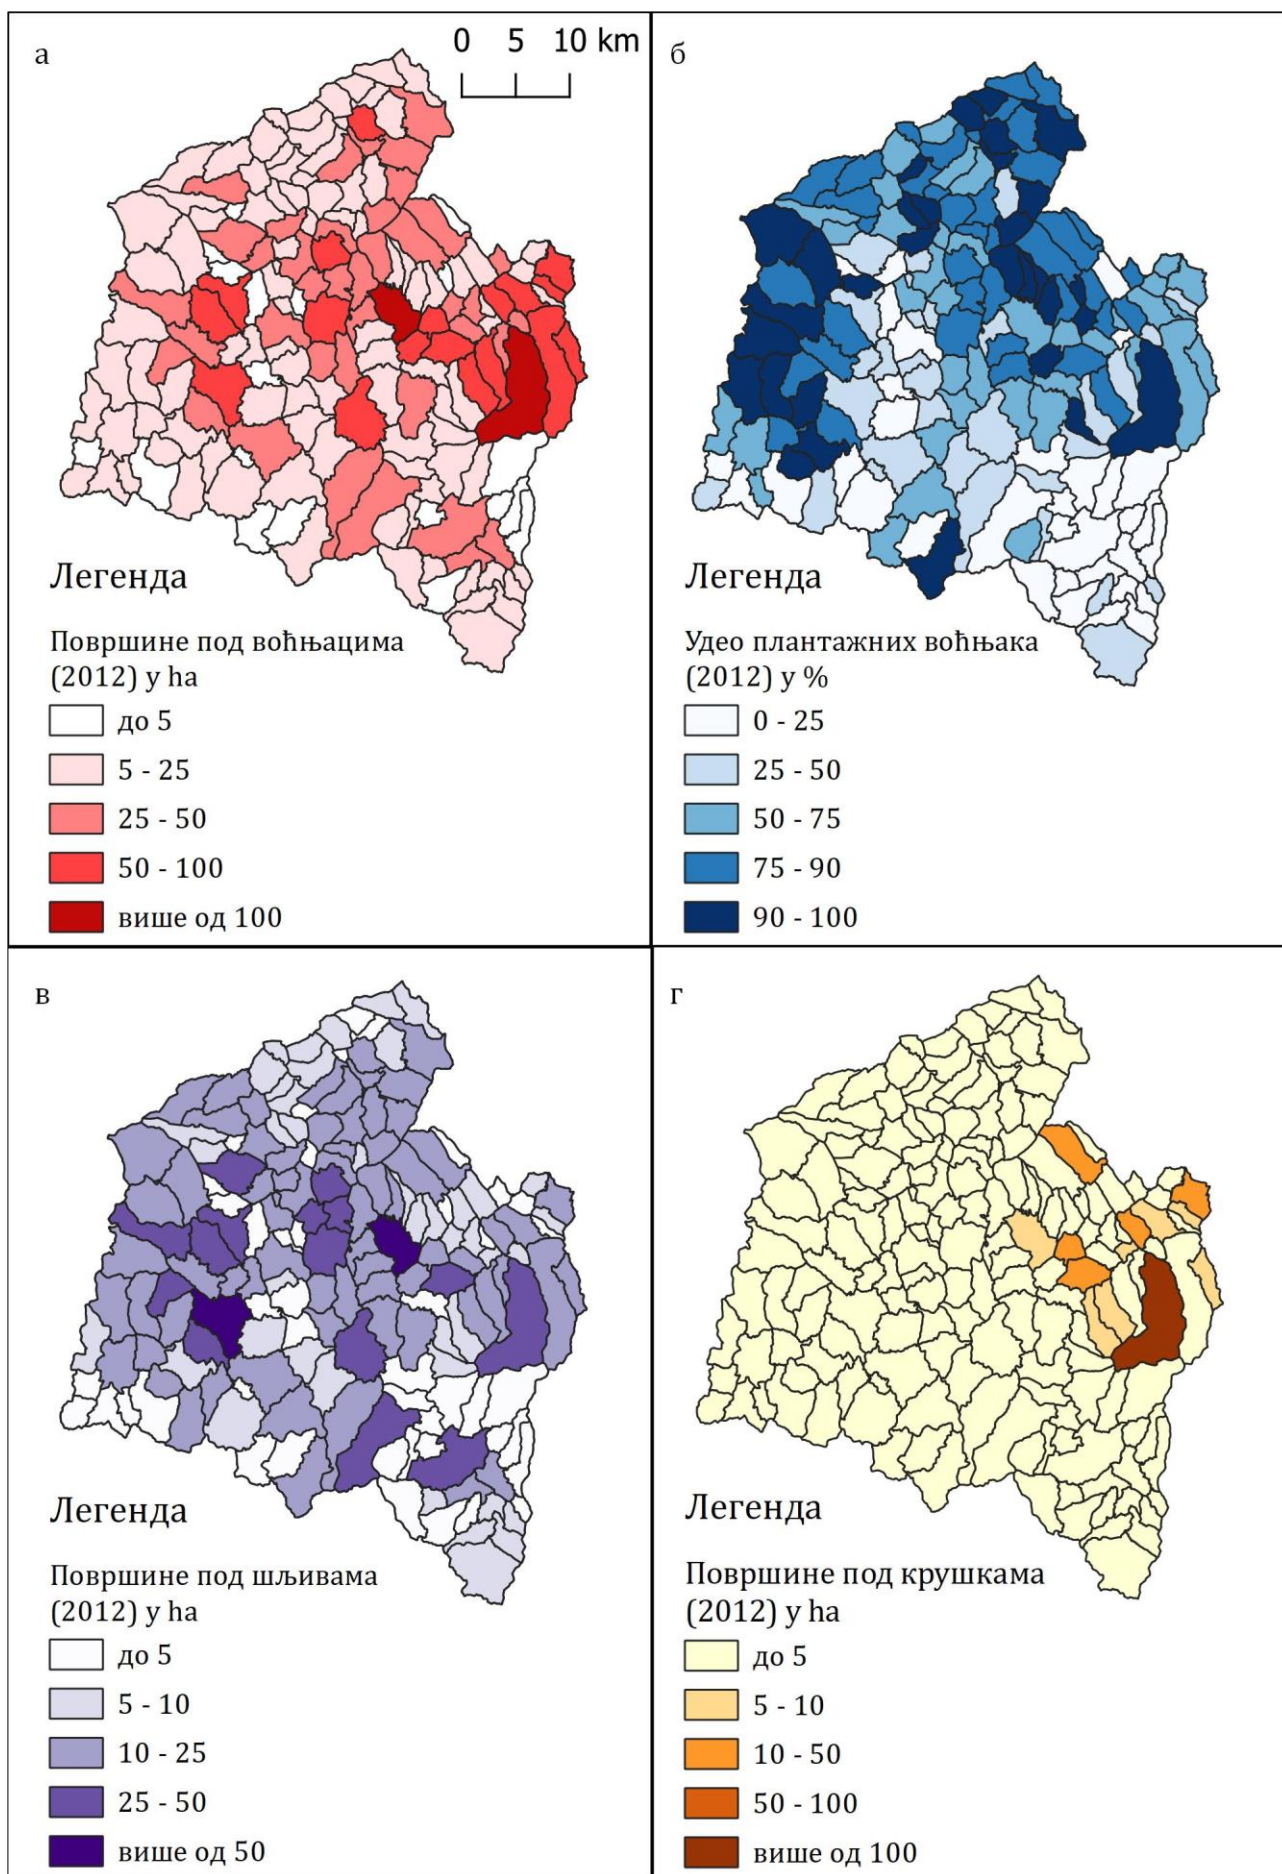 а
0 5 10 km
Легенда
Површине под воћњацима
(2012) у ha
до 5
5 - 25
25 - 50
50 - 100
више од 100
б
Легенда
Удео плантажних воћњака
(2012) у %
0 - 25
25 - 50
50 - 75
75 - 90
90 - 100
в
Легенда
Површине под шљивама
(2012) у ha
до 5
5 - 10
10 - 25
25 - 50
више од 50
г
Легенда
Површине под крушкама
(2012) у ha
до 5
5 - 10
10 - 50
50 - 100
више од 100